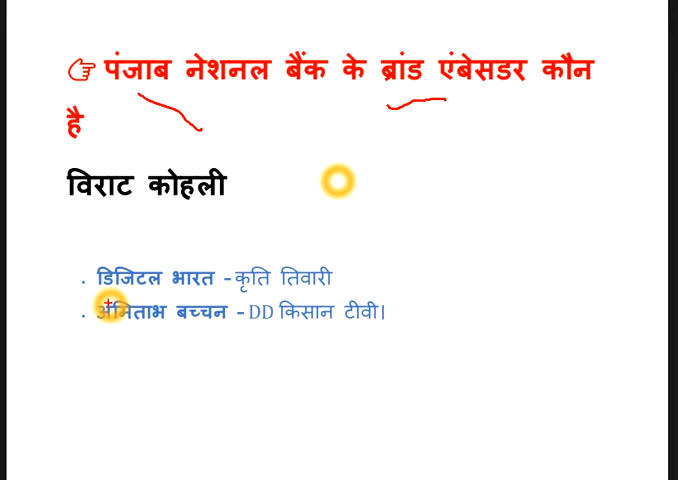 👉 पंजाब नेशनल बैंक के ब्रांड एंबेसडर कौन
है
विराट कोहली
. डिजिटल भारत - कृति तिवारी
. अमिताभ बच्चन - DD किसान टीवी।